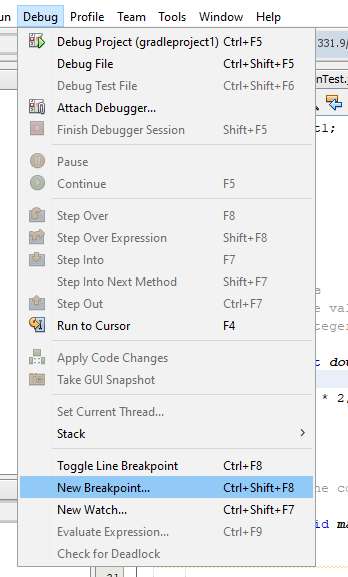 un Debug Profile Team Tools Window Help
Debug Project (gradleproject1) Ctrl+F5
331.9/
Debug File Ctrl+Shift+F5
Debug Test File Ctrl+Shift+F6
nTest.
Attach Debugger...
Finish Debugger Session Shift+F5
Pause
Continue F5
Step Over F8
Step Over Expression Shift+F8
Step Into F7
Step Into Next Method Shift+F7
e
Step Out Ctrl+F7
e va
Run to Cursor F4
teger
Apply Code Changes
t dou
Take GUI Snapshot
* 2
Set Current Thread...
Stack
Toggle Line Breakpoint Ctrl+F8
New Breakpoint... Ctrl+Shift+F8
ne co
New Watch... Ctrl+Shift+F7
Evaluate Expression... Ctrl+F9
id ma
Check for Deadlock